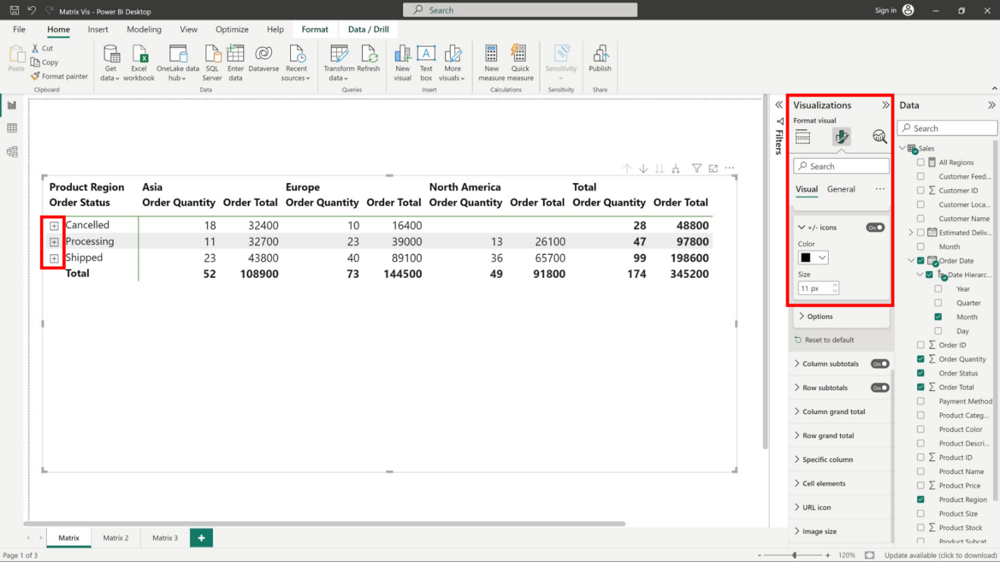 Matrix Vis - Power BI Desktop
Search
Sign in
File Home Insert Modeling View Optimize Help Format Data / Drill
Paste
Cut
Copy
Format painter
Clipboard
Get data
Excel workbook
OneLake data hub
SQL Server
Enter data
Dataverse
Recent sources
Data
Transform data
Refresh
Queries
New visual
Text box
More visuals
Insert
New measure
Quick measure
Calculations
Sensitivity
Sensitivity
Publish
Share
Product Region Asia Europe North America Total
Order Status Order Quantity Order Total Order Quantity Order Total Order Quantity Order Total Order Quantity Order Total
Cancelled 18 32400 10 16400 28 48800
Processing 11 32700 23 39000 13 26100 47 97800
Shipped 23 43800 40 89100 36 65700 99 198600
Total 52 108900 73 144500 49 91800 174 345200
Filters
Visualizations
Format visual
Search
Visual General
+/- icons On
Color
Size
11 px
Options
Reset to default
Column subtotals On
Row subtotals On
Column grand total
Row grand total
Specific column
Cell elements
URL icon
Image size
Data
Search
Sales
All Regions
Customer Feed...
Customer ID
Customer Loca...
Customer Name
Estimated Deliv...
Month
Order Date
Date Hierarc...
Year
Quarter
Month
Day
Order ID
Order Quantity
Order Status
Order Total
Payment Method
Product Categ...
Product Color
Product Descri...
Product ID
Product Name
Product Price
Product Region
Product Size
Product Stock
Product Subcat
Matrix Matrix 2 Matrix 3
Page 1 of 3
- + 120%
Update available (click to download)